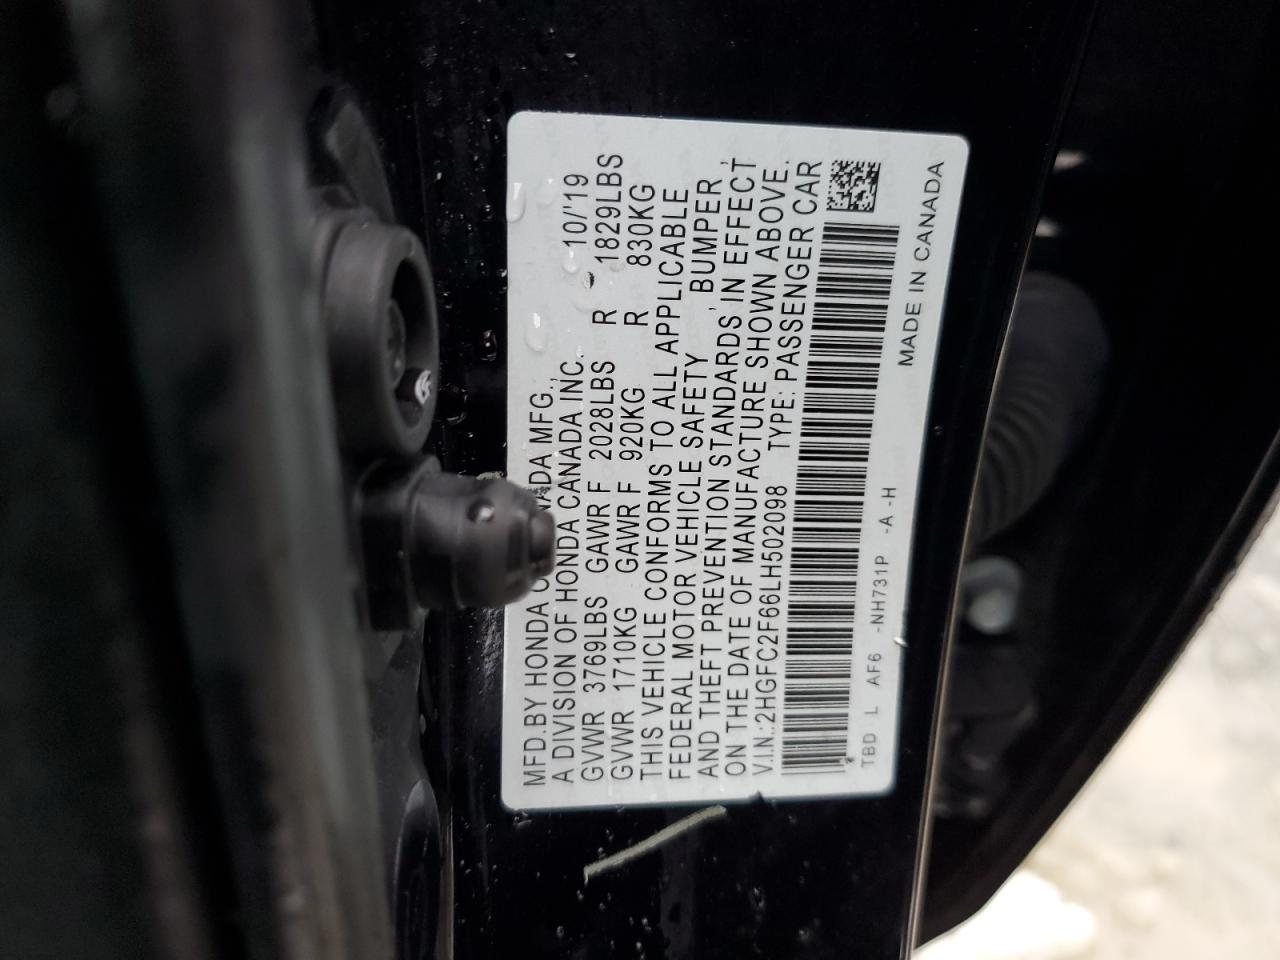 MFD.BY HONDA CANADA MFG., 10/'19
A DIVISION OF HONDA CANADA INC.
GVWR 3769LBS GAWR F 2028LBS R 1829LBS
GVWR 1710KG GAWR F 920KG R 830KG
THIS VEHICLE CONFORMS TO ALL APPLICABLE
FEDERAL MOTOR VEHICLE SAFETY , BUMPER ,
AND THEFT PREVENTION STANDARDS, IN EFFECT
ON THE DATE OF MANUFACTURE SHOWN ABOVE.
V.I.N.:2HGFC2F66LH502098 TYPE: PASSENGER CAR
TBD : L AF6 -NH731P -A -H
MADE IN CANADA